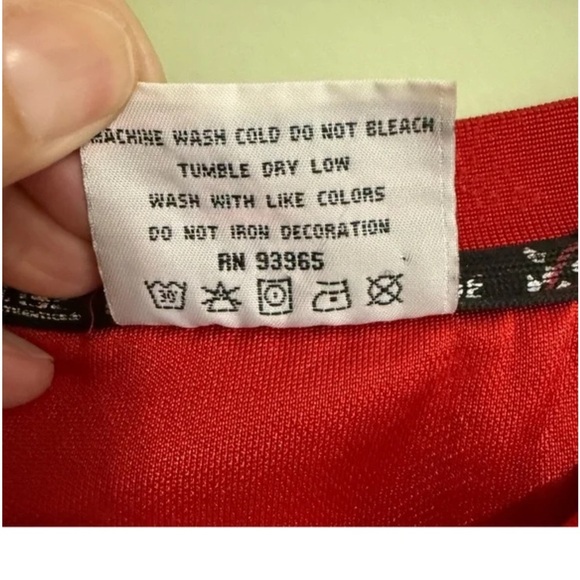 MACHINE WASH COLD DO NOT BLEACH
TUMBLE DRY LOW
WASH WITH LIKE COLORS
DO NOT IRON DECORATION
RN 93965
30°